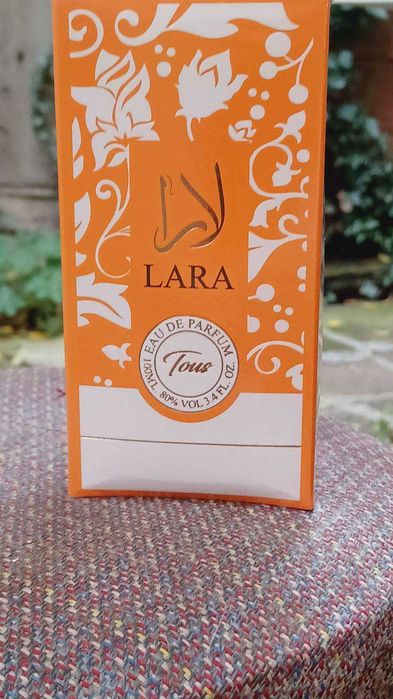 لارا
LARA
EAU DE PARFUM
Tous
100ML. 80% VOL 3.4 FL. OZ.